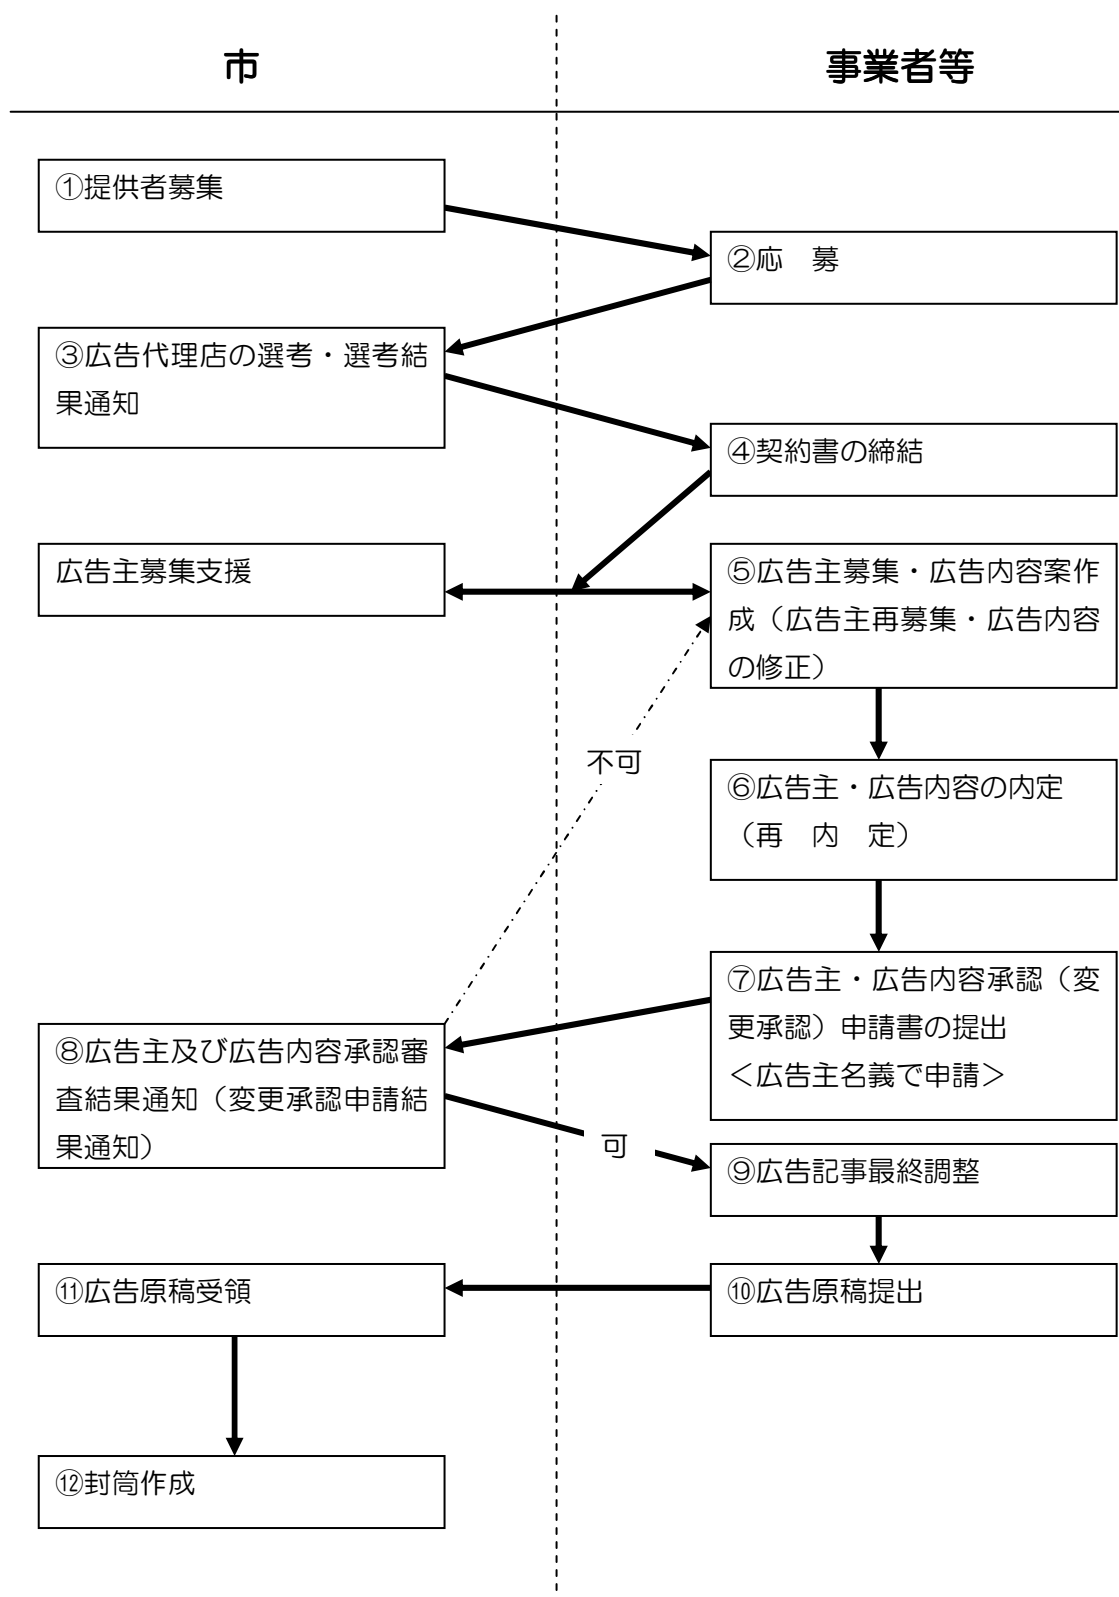 市
事業者等
①提供者募集
②応　募
③広告代理店の選考・選考結
果通知
④契約書の締結
広告主募集支援
⑤広告主募集・広告内容案作
成（広告主再募集・広告内容
の修正）
不可
⑥広告主・広告内容の内定
（再　内　定）
⑦広告主・広告内容承認（変
更承認）申請書の提出
＜広告主名義で申請＞
⑧広告主及び広告内容承認審
査結果通知（変更承認申請結
果通知）
可
⑨広告記事最終調整
⑪広告原稿受領
⑩広告原稿提出
⑫封筒作成